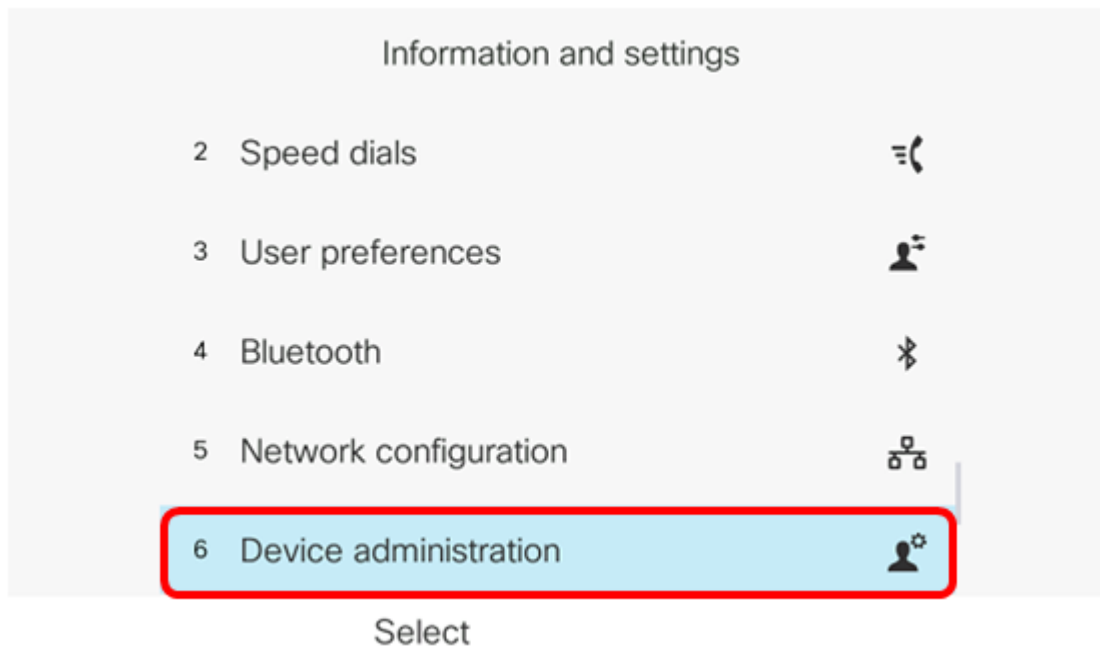 Information and settings
2 Speed dials
3 User preferences
4 Bluetooth
5 Network configuration
6 Device administration
Select